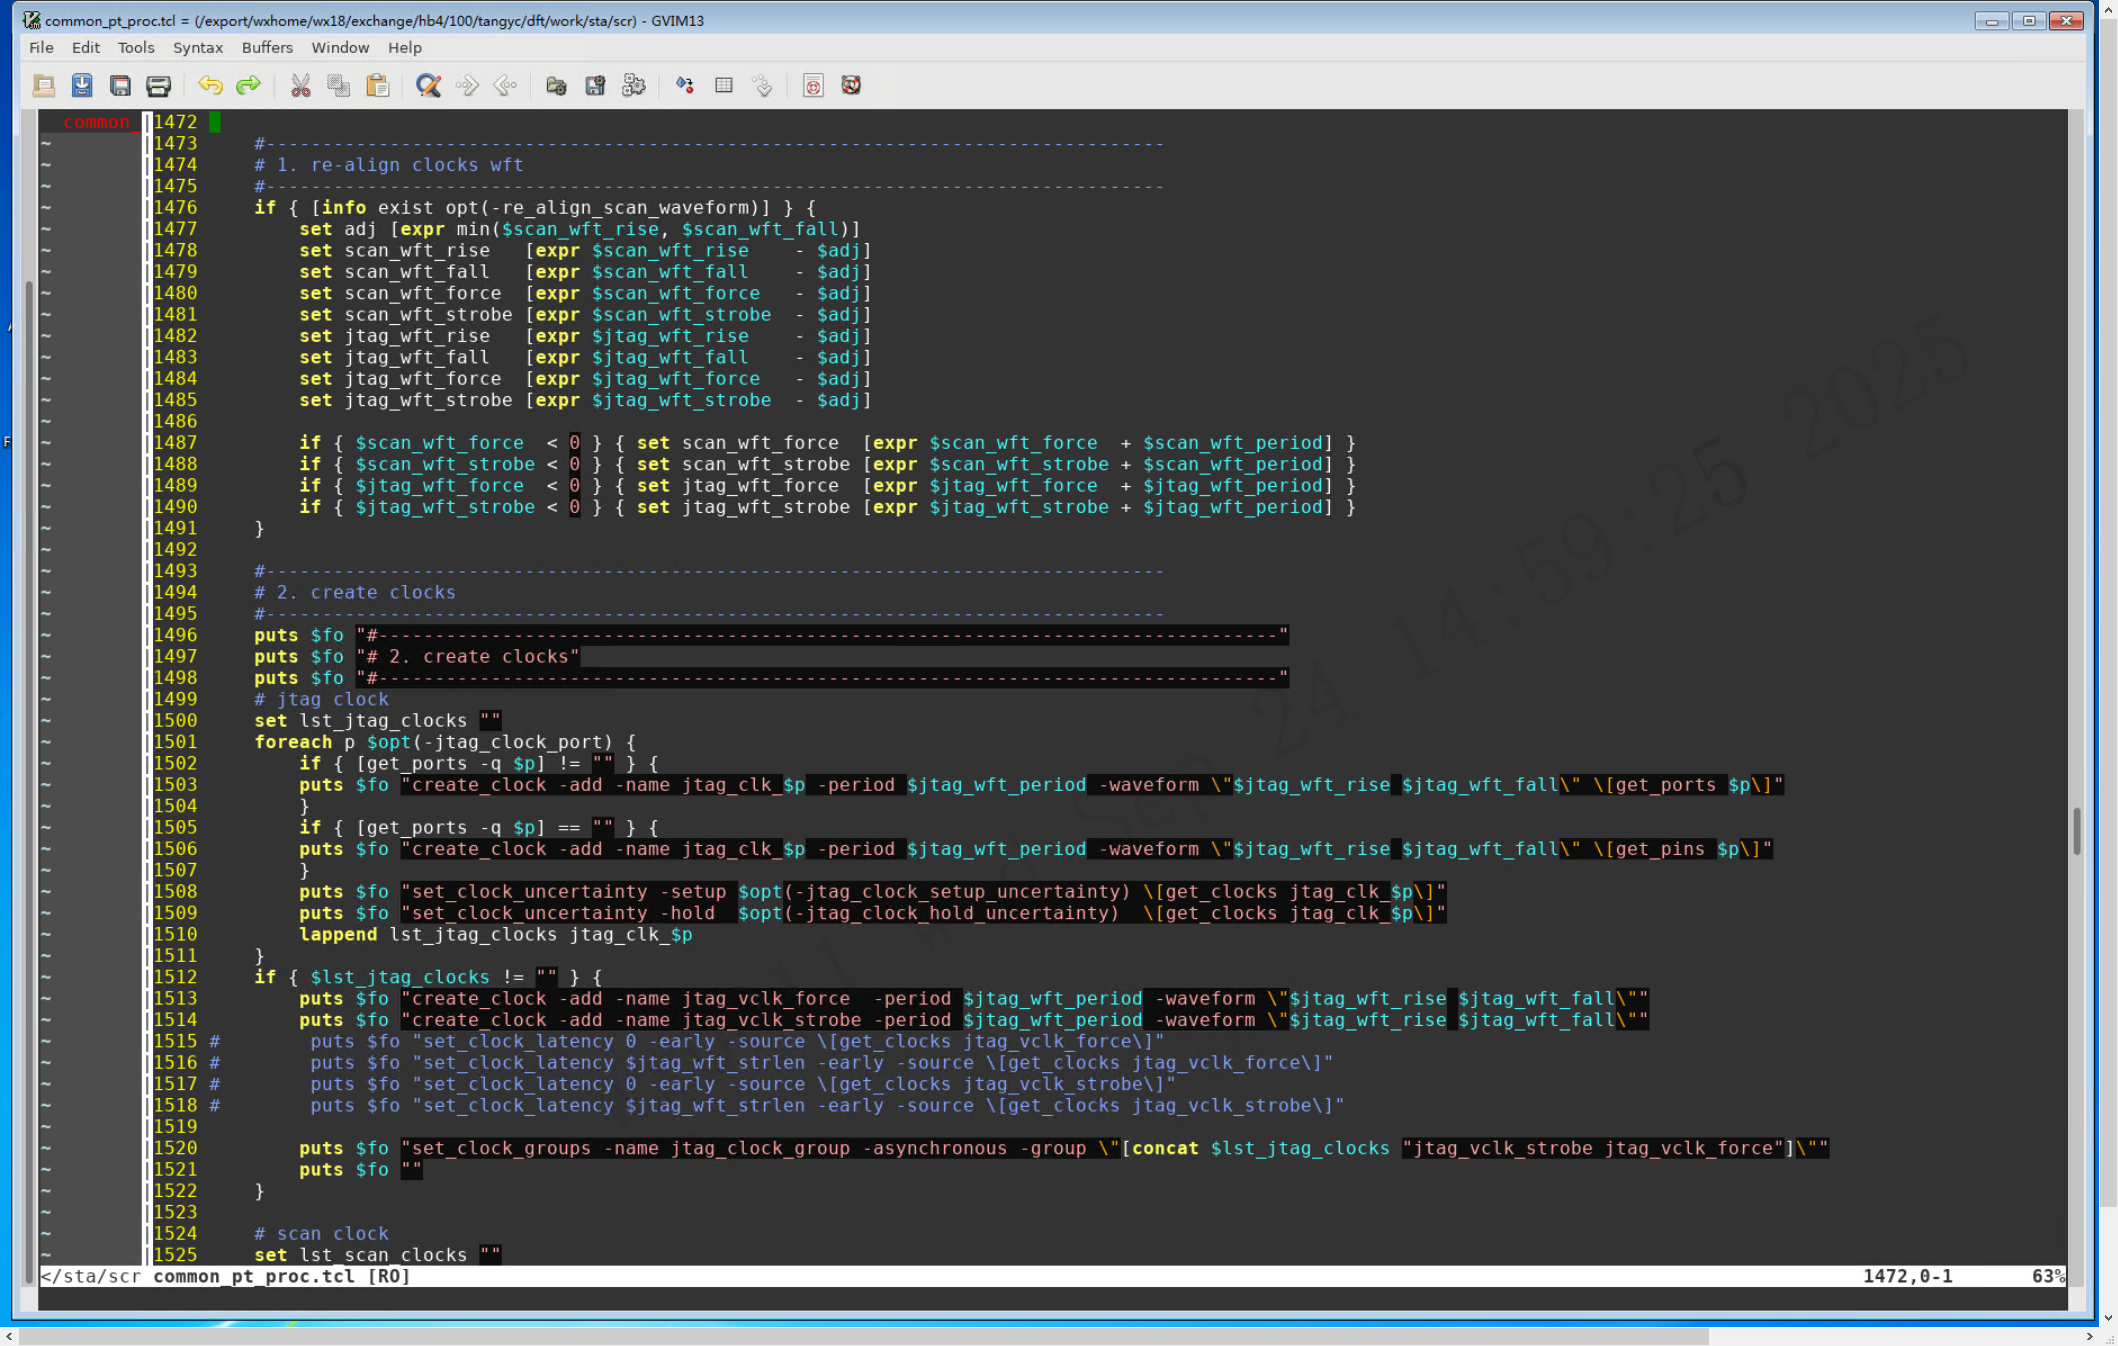 common_pt_proc.tcl = (/export/wxhome/wx18/exchange/hb4/100/tangyc/dft/work/sta/scr) - GVIM13
File Edit Tools Syntax Buffers Window Help
common_ 1472
~ 1473     #--------------------------------------------------------------------------------
~ 1474     # 1. re-align clocks wft
~ 1475     #--------------------------------------------------------------------------------
~ 1476     if { [info exist opt(-re_align_scan_waveform)] } {
~ 1477         set adj [expr min($scan_wft_rise, $scan_wft_fall)]
~ 1478         set scan_wft_rise   [expr $scan_wft_rise    - $adj]
~ 1479         set scan_wft_fall   [expr $scan_wft_fall    - $adj]
~ 1480         set scan_wft_force  [expr $scan_wft_force   - $adj]
~ 1481         set scan_wft_strobe [expr $scan_wft_strobe  - $adj]
~ 1482         set jtag_wft_rise   [expr $jtag_wft_rise    - $adj]
~ 1483         set jtag_wft_fall   [expr $jtag_wft_fall    - $adj]
~ 1484         set jtag_wft_force  [expr $jtag_wft_force   - $adj]
~ 1485         set jtag_wft_strobe [expr $jtag_wft_strobe  - $adj]
~ 1486
~ 1487         if { $scan_wft_force  < 0 } { set scan_wft_force  [expr $scan_wft_force  + $scan_wft_period] }
~ 1488         if { $scan_wft_strobe < 0 } { set scan_wft_strobe [expr $scan_wft_strobe + $scan_wft_period] }
~ 1489         if { $jtag_wft_force  < 0 } { set jtag_wft_force  [expr $jtag_wft_force  + $jtag_wft_period] }
~ 1490         if { $jtag_wft_strobe < 0 } { set jtag_wft_strobe [expr $jtag_wft_strobe + $jtag_wft_period] }
~ 1491     }
~ 1492
~ 1493     #--------------------------------------------------------------------------------
~ 1494     # 2. create clocks
~ 1495     #--------------------------------------------------------------------------------
~ 1496     puts $fo "#--------------------------------------------------------------------------------"
~ 1497     puts $fo "# 2. create clocks"
~ 1498     puts $fo "#--------------------------------------------------------------------------------"
~ 1499     # jtag clock
~ 1500     set lst_jtag_clocks ""
~ 1501     foreach p $opt(-jtag_clock_port) {
~ 1502         if { [get_ports -q $p] != "" } {
~ 1503         puts $fo "create_clock -add -name jtag_clk_$p -period $jtag_wft_period -waveform \"$jtag_wft_rise $jtag_wft_fall\" \[get_ports $p\]"
~ 1504         }
~ 1505         if { [get_ports -q $p] == "" } {
~ 1506         puts $fo "create_clock -add -name jtag_clk_$p -period $jtag_wft_period -waveform \"$jtag_wft_rise $jtag_wft_fall\" \[get_pins $p\]"
~ 1507         }
~ 1508         puts $fo "set_clock_uncertainty -setup $opt(-jtag_clock_setup_uncertainty) \[get_clocks jtag_clk_$p\]"
~ 1509         puts $fo "set_clock_uncertainty -hold  $opt(-jtag_clock_hold_uncertainty)  \[get_clocks jtag_clk_$p\]"
~ 1510         lappend lst_jtag_clocks jtag_clk_$p
~ 1511     }
~ 1512     if { $lst_jtag_clocks != "" } {
~ 1513         puts $fo "create_clock -add -name jtag_vclk_force  -period $jtag_wft_period -waveform \"$jtag_wft_rise $jtag_wft_fall\""
~ 1514         puts $fo "create_clock -add -name jtag_vclk_strobe -period $jtag_wft_period -waveform \"$jtag_wft_rise $jtag_wft_fall\""
~ 1515 #        puts $fo "set_clock_latency 0 -early -source \[get_clocks jtag_vclk_force\]"
~ 1516 #        puts $fo "set_clock_latency $jtag_wft_strlen -early -source \[get_clocks jtag_vclk_force\]"
~ 1517 #        puts $fo "set_clock_latency 0 -early -source \[get_clocks jtag_vclk_strobe\]"
~ 1518 #        puts $fo "set_clock_latency $jtag_wft_strlen -early -source \[get_clocks jtag_vclk_strobe\]"
~ 1519
~ 1520         puts $fo "set_clock_groups -name jtag_clock_group -asynchronous -group \"[concat $lst_jtag_clocks "jtag_vclk_strobe jtag_vclk_force"]\""
~ 1521         puts $fo ""
~ 1522     }
~ 1523
~ 1524     # scan clock
~ 1525     set lst_scan_clocks ""
</sta/scr common_pt_proc.tcl [RO] 1472,0-1 63%
Sep 24 14:59:25 2025